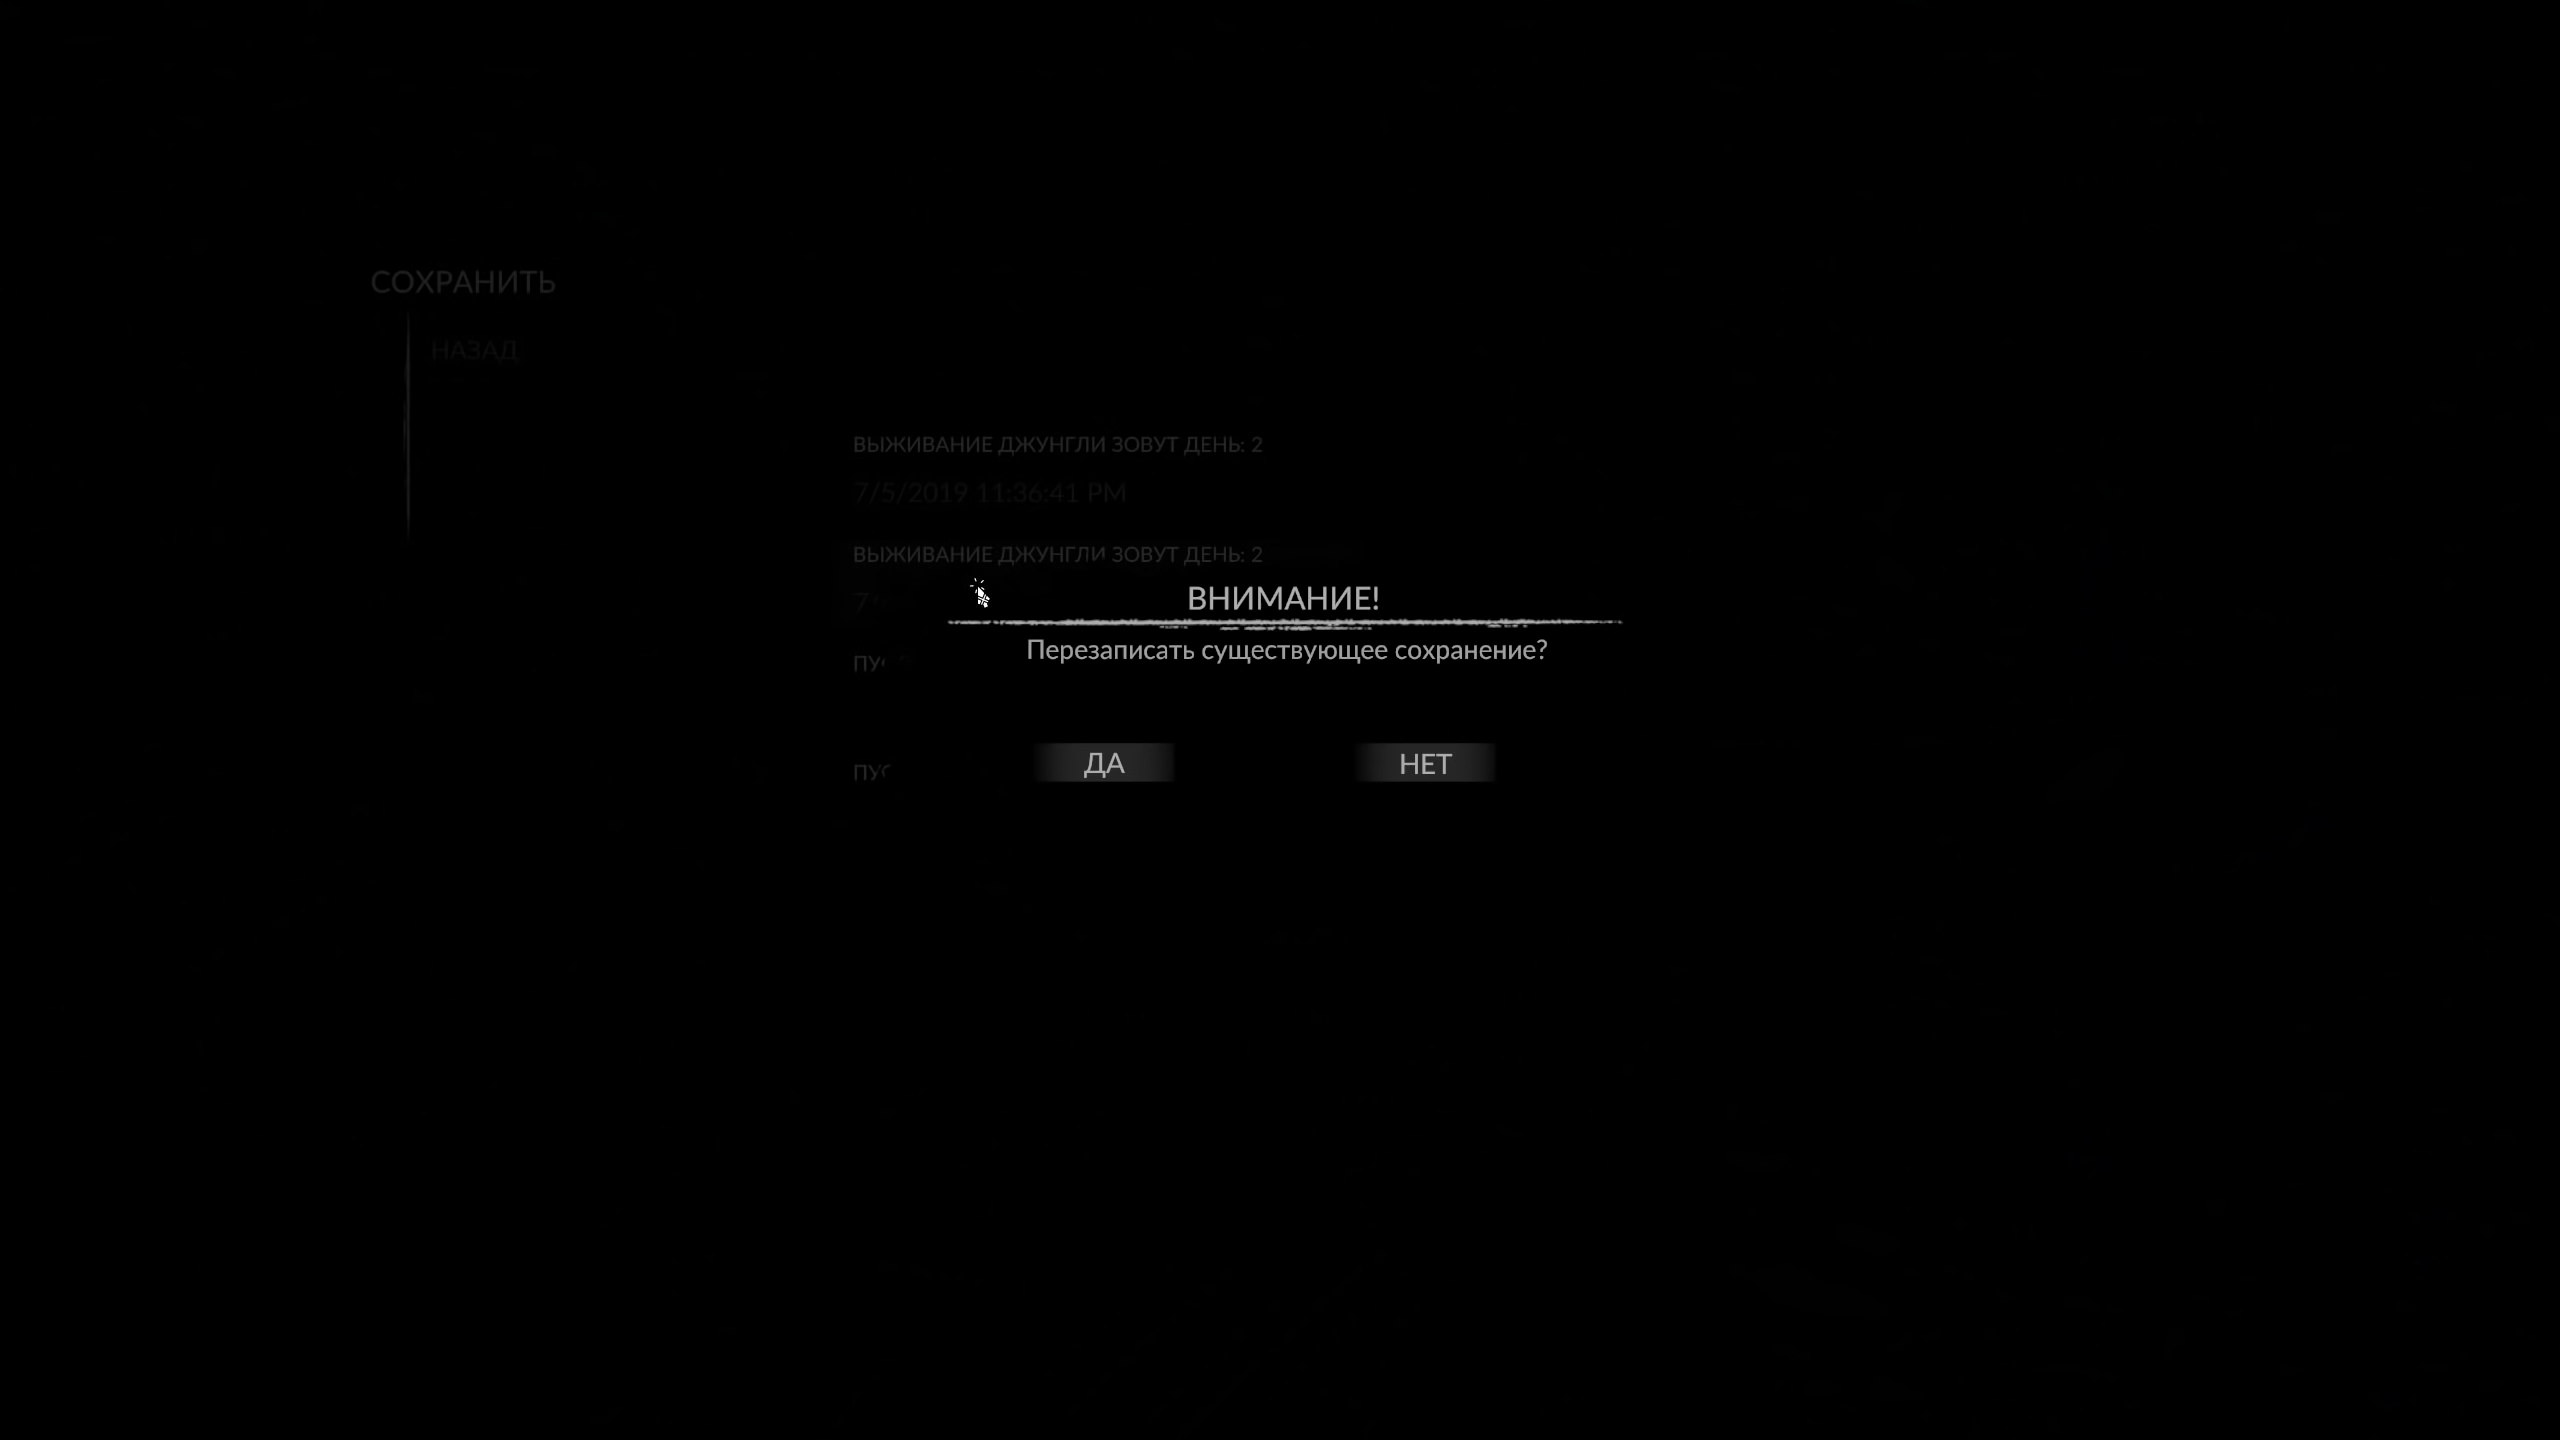 СОХРАНИТЬ
НАЗАД
ВЫЖИВАНИЕ ДЖУНГЛИ ЗОВУТ ДЕНЬ: 2
7/5/2019 11:36:41 PM
ВЫЖИВАНИЕ ДЖУНГЛИ ЗОВУТ ДЕНЬ: 2
ВНИМАНИЕ!
Перезаписать существующее сохранение?
ДА
НЕТ